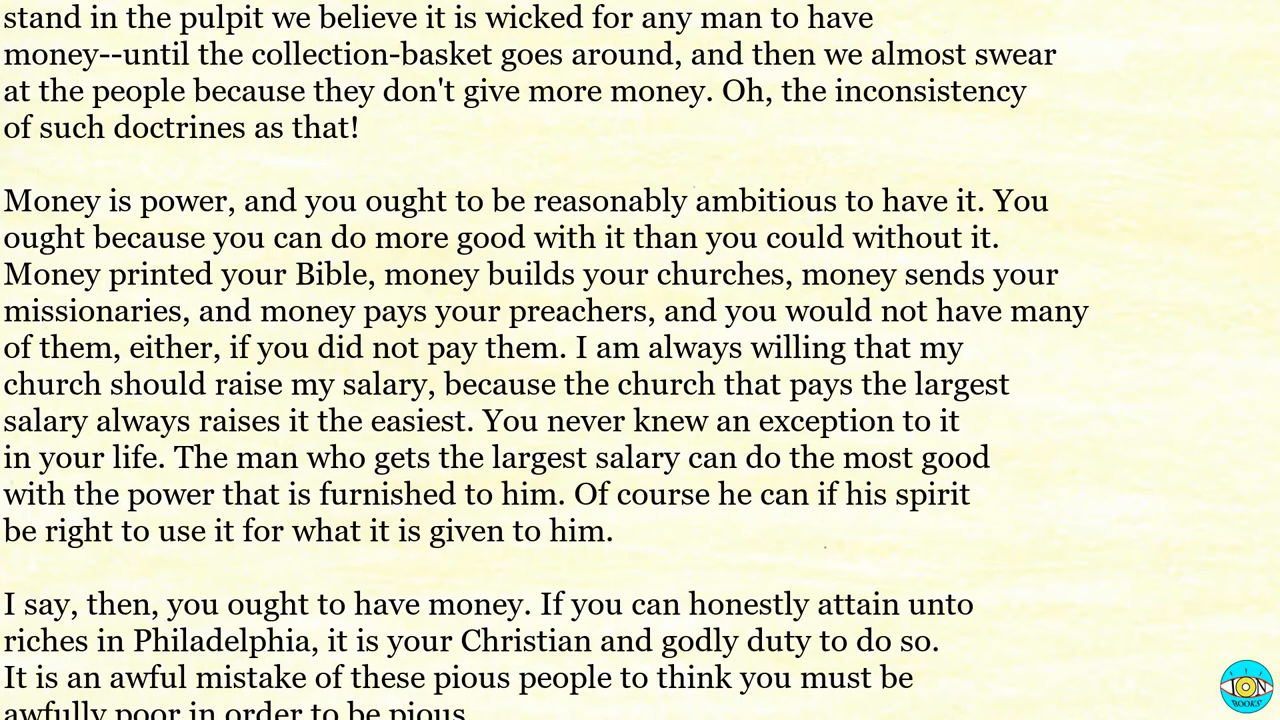 stand in the pulpit we believe it is wicked for any man to have
money--until the collection-basket goes around, and then we almost swear
at the people because they don't give more money. Oh, the inconsistency
of such doctrines as that!
Money is power, and you ought to be reasonably ambitious to have it. You
ought because you can do more good with it than you could without it.
Money printed your Bible, money builds your churches, money sends your
missionaries, and money pays your preachers, and you would not have many
of them, either, if you did not pay them. I am always willing that my
church should raise my salary, because the church that pays the largest
salary always raises it the easiest. You never knew an exception to it
in your life. The man who gets the largest salary can do the most good
with the power that is furnished to him. Of course he can if his spirit
be right to use it for what it is given to him.
I say, then, you ought to have money. If you can honestly attain unto
riches in Philadelphia, it is your Christian and godly duty to do so.
It is an awful mistake of these pious people to think you must be
awfully poor in order to be pious.
ION
BOOKS